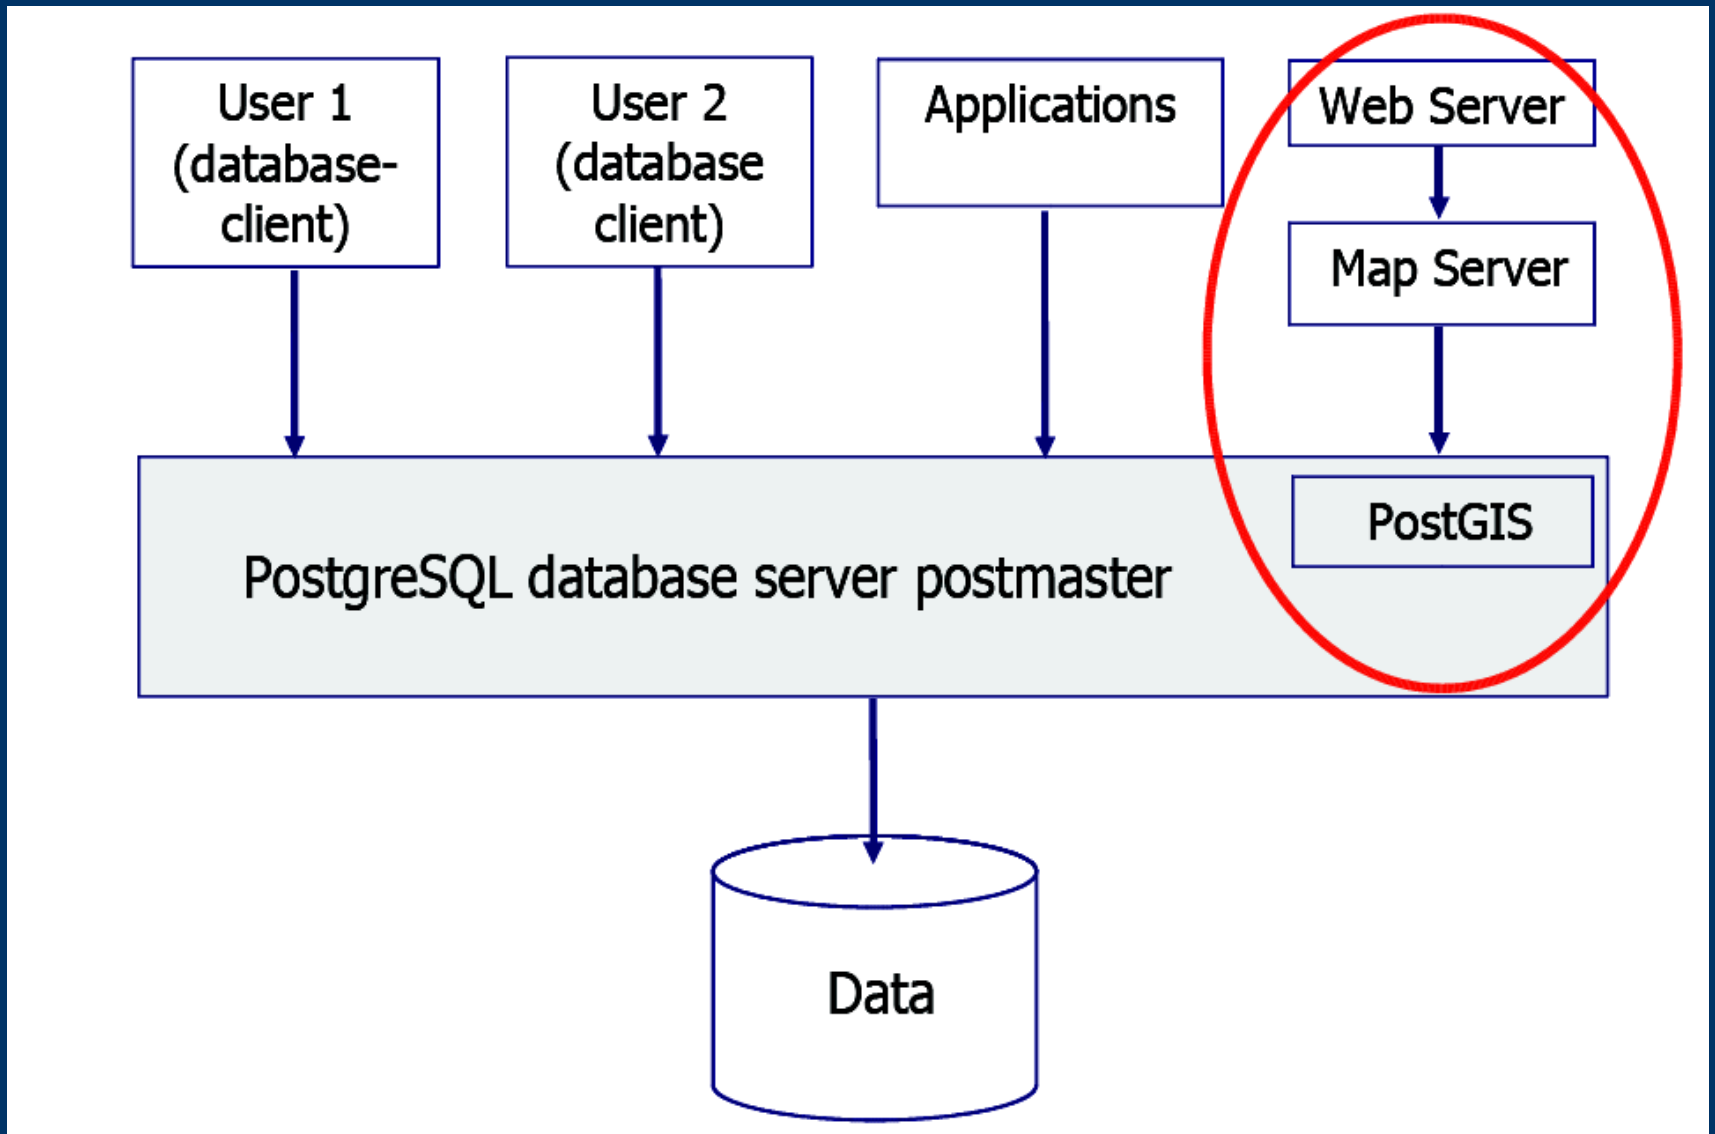 User 1
(database-
client)
User 2
(database
client)
Applications
Web Server
Map Server
PostGIS
PostgreSQL database server postmaster
Data